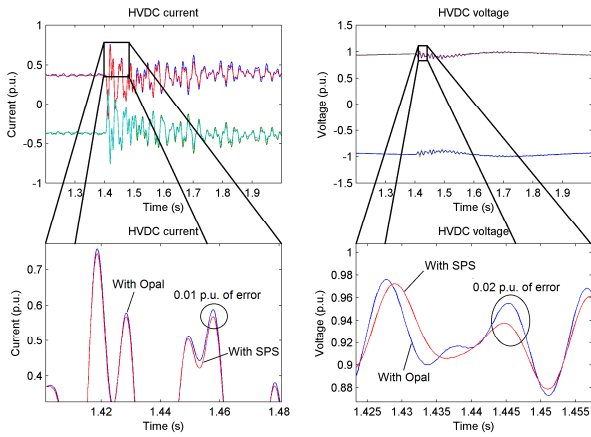 HVDC current
Current (p.u.)
1
0.5
0
-0.5
-1
1.3 1.4 1.5 1.6 1.7 1.8 1.9
Time (s)
HVDC voltage
Voltage (p.u.)
1.5
1
0.5
0
-0.5
-1
-1.5
1.3 1.4 1.5 1.6 1.7 1.8 1.9
Time (s)
HVDC current
Current (p.u.)
0.7
0.6
0.5
0.4
With Opal
0.01 p.u. of error
With SPS
1.42 1.43 1.44 1.45 1.46 1.47 1.48
Time (s)
HVDC voltage
Voltage (p.u.)
0.98
0.96
0.94
0.92
0.9
0.88
With SPS
0.02 p.u. of error
With Opal
1.425 1.43 1.435 1.44 1.445 1.45 1.455
Time (s)